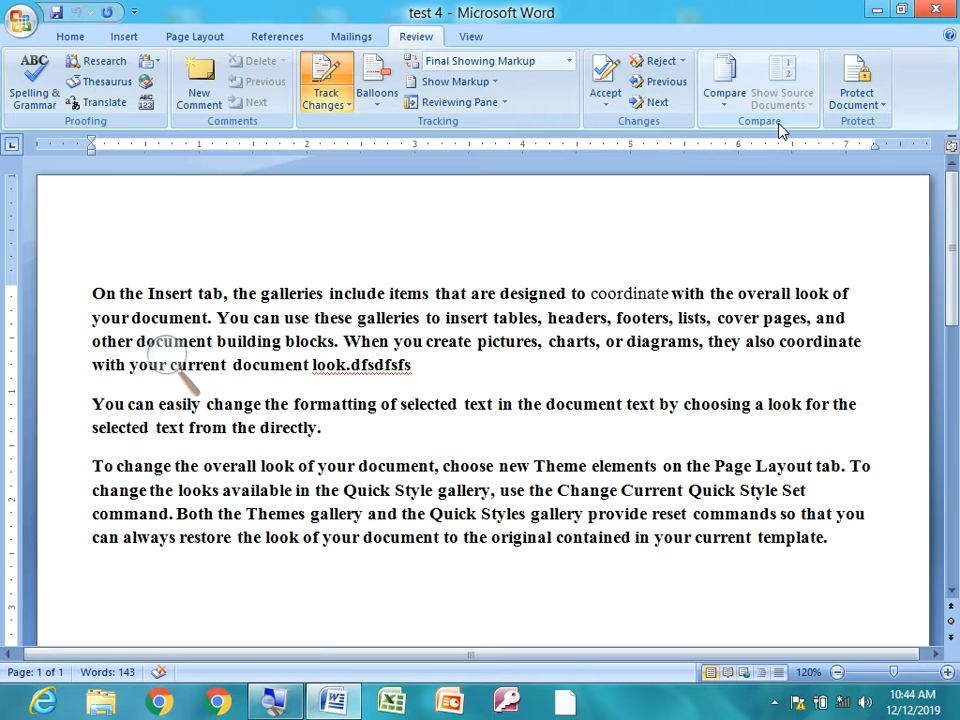 test 4 - Microsoft Word
Home Insert Page Layout References Mailings Review View
ABC Research Delete Final Showing Markup Reject
Thesaurus Previous Show Markup Previous
Spelling & Grammar Translate New Comment Next Track Changes Balloons Reviewing Pane Accept Next Compare Show Source Documents Protect Document
Proofing Comments Tracking Changes Compare Protect
1 2 3 4 5 6 7
On the Insert tab, the galleries include items that are designed to coordinate with the overall look of
your document. You can use these galleries to insert tables, headers, footers, lists, cover pages, and
other document building blocks. When you create pictures, charts, or diagrams, they also coordinate
with your current document look.dfsdfsfs
You can easily change the formatting of selected text in the document text by choosing a look for the
selected text from the directly.
To change the overall look of your document, choose new Theme elements on the Page Layout tab. To
change the looks available in the Quick Style gallery, use the Change Current Quick Style Set
command. Both the Themes gallery and the Quick Styles gallery provide reset commands so that you
can always restore the look of your document to the original contained in your current template.
Page: 1 of 1 Words: 143 120%
10:44 AM
12/12/2019